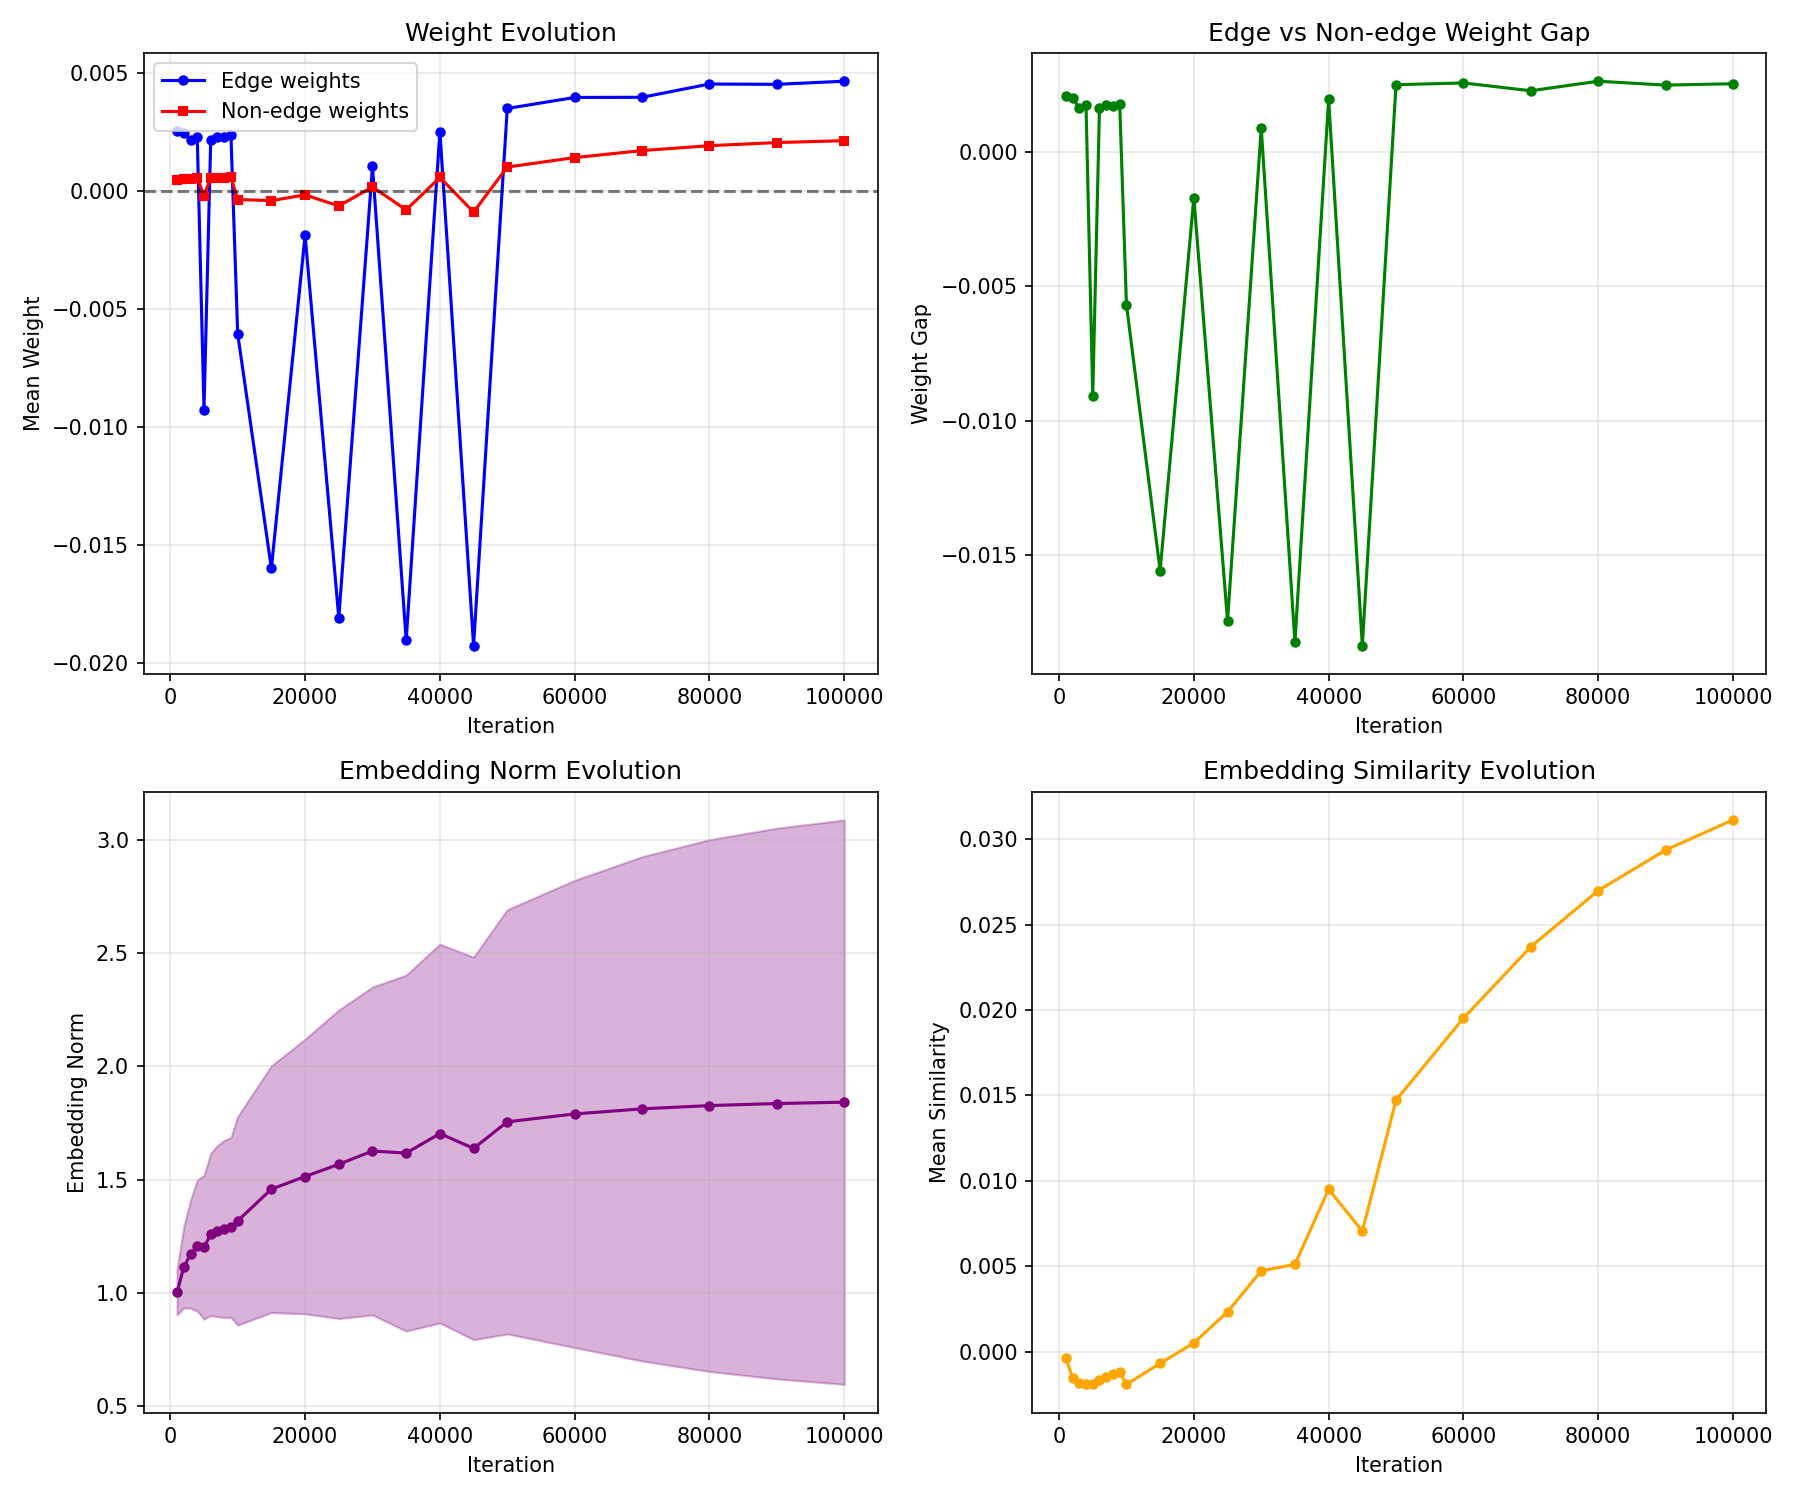 Weight Evolution
Edge weights
Non-edge weights
0.005
0.000
−0.005
−0.010
−0.015
−0.020
Mean Weight
0 20000 40000 60000 80000 100000
Iteration
Edge vs Non-edge Weight Gap
0.000
−0.005
−0.010
−0.015
Weight Gap
0 20000 40000 60000 80000 100000
Iteration
Embedding Norm Evolution
3.0
2.5
2.0
1.5
1.0
0.5
Embedding Norm
0 20000 40000 60000 80000 100000
Iteration
Embedding Similarity Evolution
0.030
0.025
0.020
0.015
0.010
0.005
0.000
Mean Similarity
0 20000 40000 60000 80000 100000
Iteration